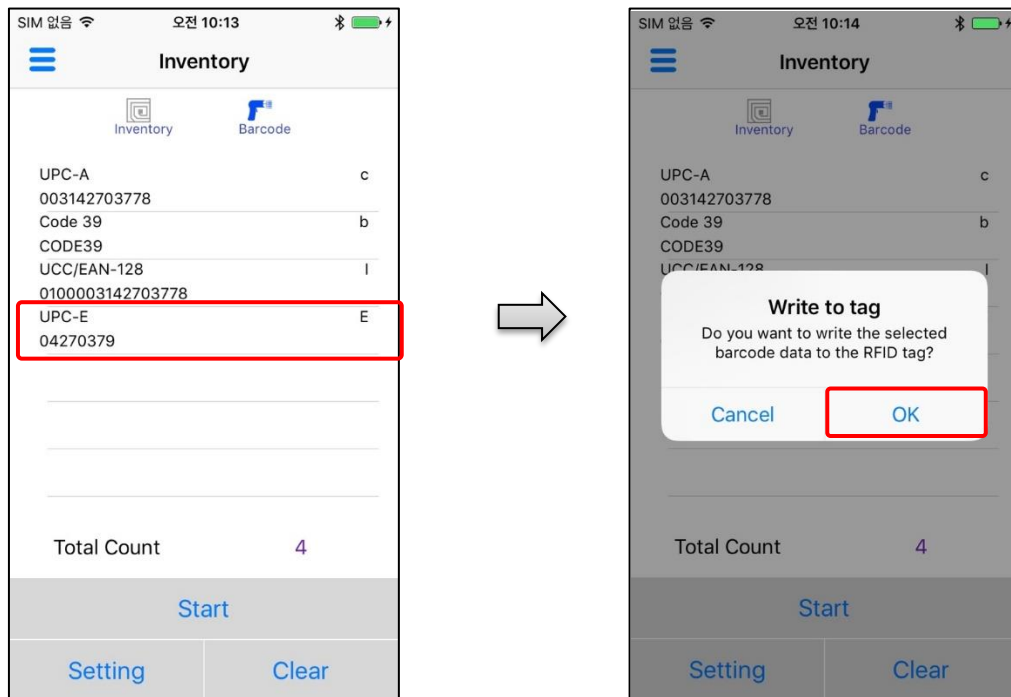 SIM 없음 오전 10:13
Inventory
Inventory Barcode
UPC-A c
003142703778
Code 39 b
CODE39
UCC/EAN-128 I
0100003142703778
UPC-E E
04270379
Total Count 4
Start
Setting Clear
SIM 없음 오전 10:14
Inventory
Inventory Barcode
UPC-A c
003142703778
Code 39 b
CODE39
UCC/EAN-128 I
Write to tag
Do you want to write the selected
barcode data to the RFID tag?
Cancel OK
Total Count 4
Start
Setting Clear